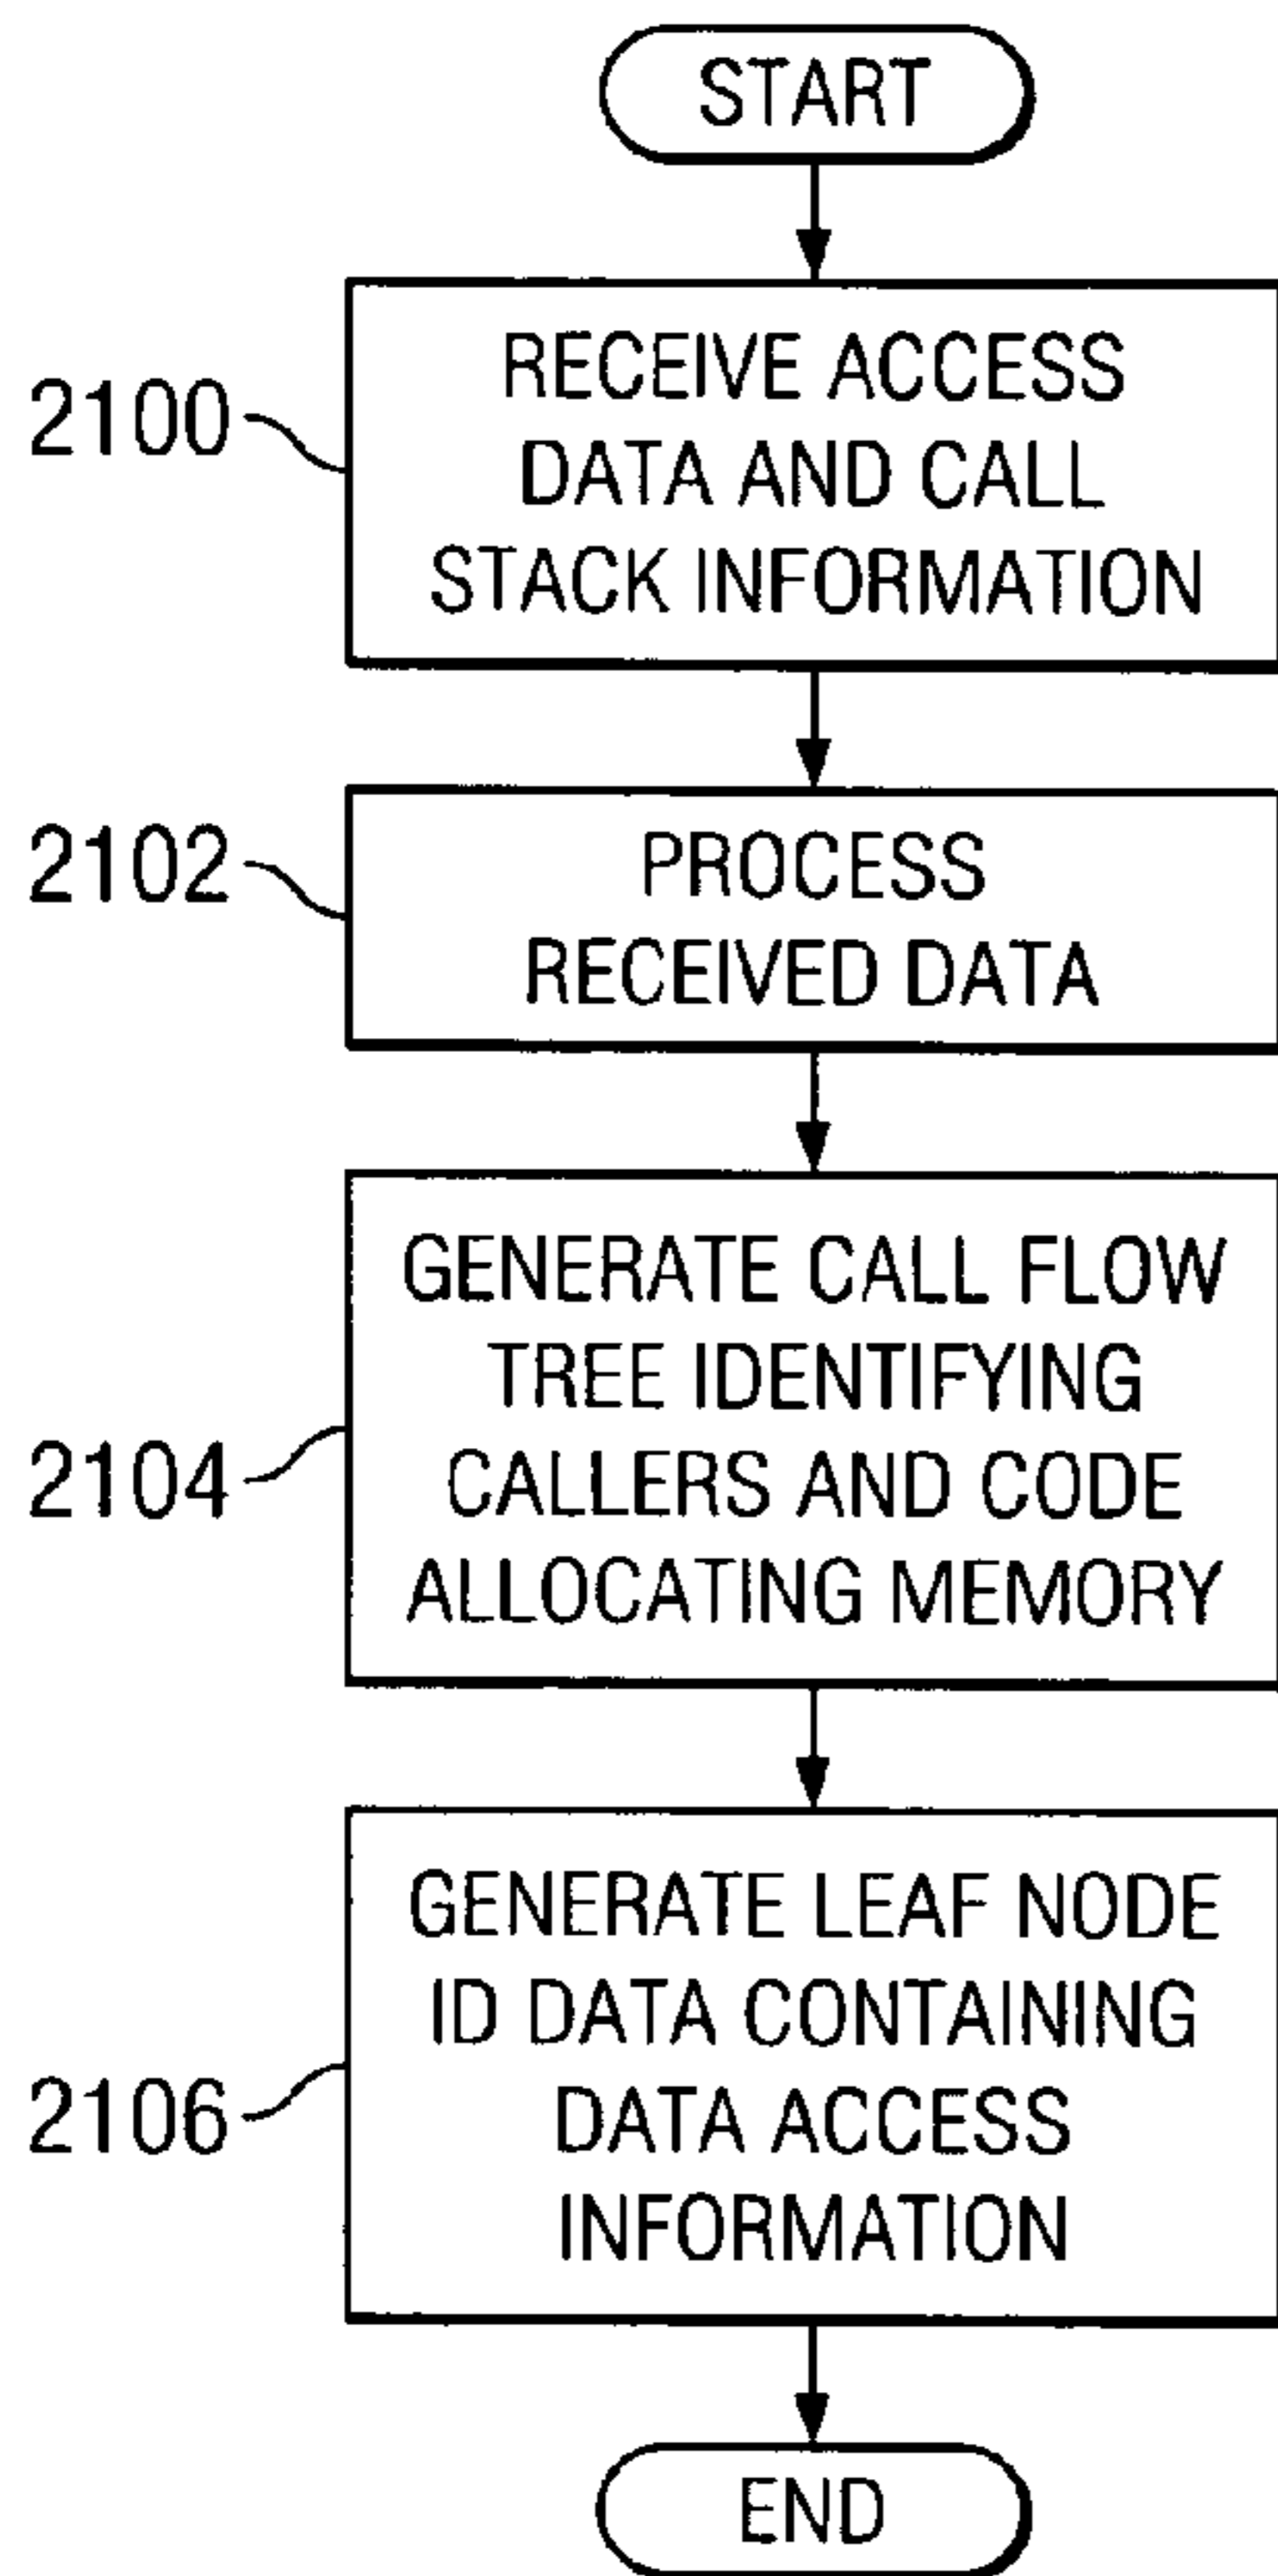 START
2100
RECEIVE ACCESS
DATA AND CALL
STACK INFORMATION
2102
PROCESS
RECEIVED DATA
2104
GENERATE CALL FLOW
TREE IDENTIFYING
CALLERS AND CODE
ALLOCATING MEMORY
2106
GENERATE LEAF NODE
ID DATA CONTAINING
DATA ACCESS
INFORMATION
END